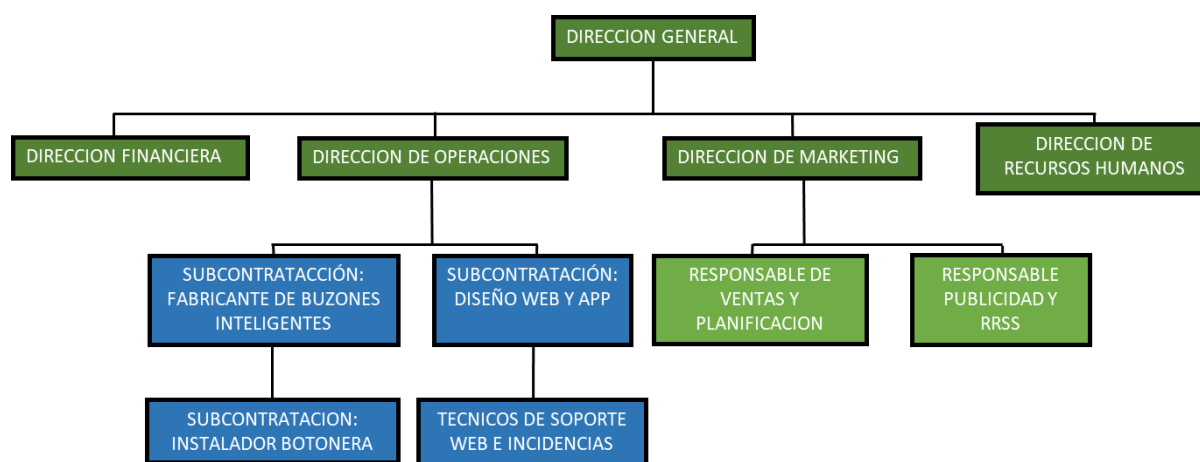 DIRECCION GENERAL
DIRECCION FINANCIERA
DIRECCION DE OPERACIONES
DIRECCION DE MARKETING
DIRECCION DE
RECURSOS HUMANOS
SUBCONTRATACCIÓN:
FABRICANTE DE BUZONES
INTELIGENTES
SUBCONTRATACIÓN:
DISEÑO WEB Y APP
RESPONSABLE DE
VENTAS Y
PLANIFICACION
RESPONSABLE
PUBLICIDAD Y
RRSS
SUBCONTRATACION:
INSTALADOR BOTONERA
TECNICOS DE SOPORTE
WEB E INCIDENCIAS